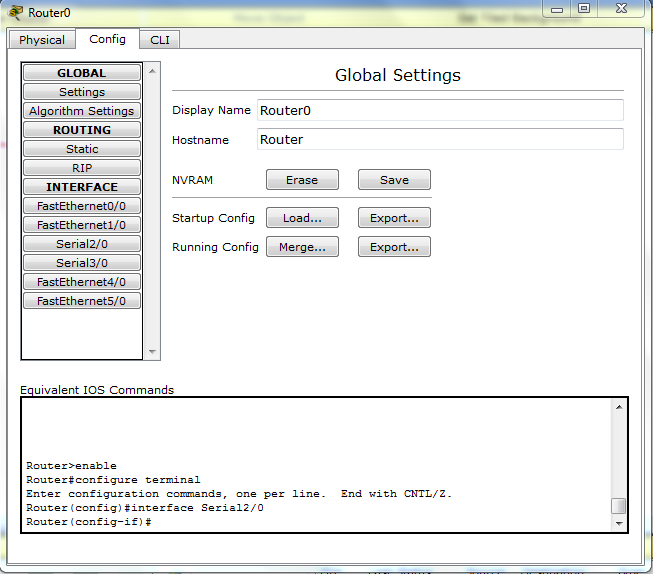 Router0
Physical
Config
CLI
GLOBAL
Settings
Algorithm Settings
ROUTING
Static
RIP
INTERFACE
FastEthernet0/0
FastEthernet1/0
Serial2/0
Serial3/0
FastEthernet4/0
FastEthernet5/0
Global Settings
Display Name Router0
Hostname Router
NVRAM Erase Save
Startup Config Load... Export...
Running Config Merge... Export...
Equivalent IOS Commands
Router>enable
Router#configure terminal
Enter configuration commands, one per line.  End with CNTL/Z.
Router(config)#interface Serial2/0
Router(config-if)#